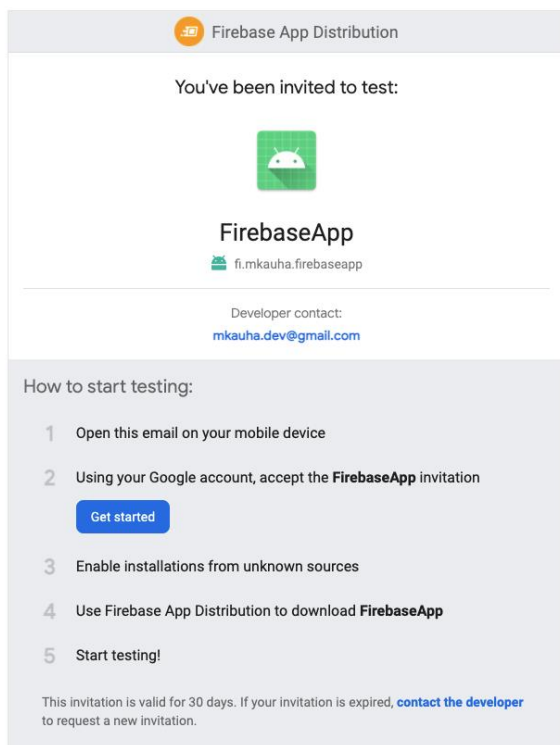 Firebase App Distribution
You've been invited to test:
FirebaseApp
fi.mkauha.firebaseapp
Developer contact:
mkauha.dev@gmail.com
How to start testing:
1 Open this email on your mobile device
2 Using your Google account, accept the FirebaseApp invitation
Get started
3 Enable installations from unknown sources
4 Use Firebase App Distribution to download FirebaseApp
5 Start testing!
This invitation is valid for 30 days. If your invitation is expired, contact the developer
to request a new invitation.